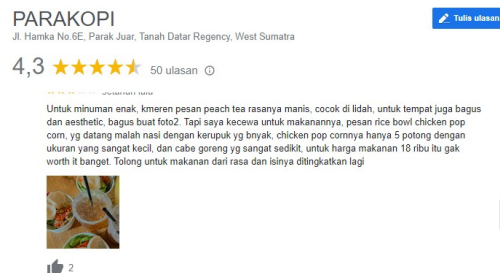 PARAKOPI
Jl. Hamka No.6E, Parak Juar, Tanah Datar Regency, West Sumatra
Tulis ulasan
4,3 50 ulasan
setahun lalu
Untuk minuman enak, kmeren pesan peach tea rasanya manis, cocok di lidah, untuk tempat juga bagus
dan aesthetic, bagus buat foto2. Tapi saya kecewa untuk makanannya, pesan rice bowl chicken pop
corn, yg datang malah nasi dengan kerupuk yg bnyak, chicken pop cornnya hanya 5 potong dengan
ukuran yang sangat kecil, dan cabe goreng yg sangat sedikit, untuk harga makanan 18 ribu itu gak
worth it banget. Tolong untuk makanan dari rasa dan isinya ditingkatkan lagi
2